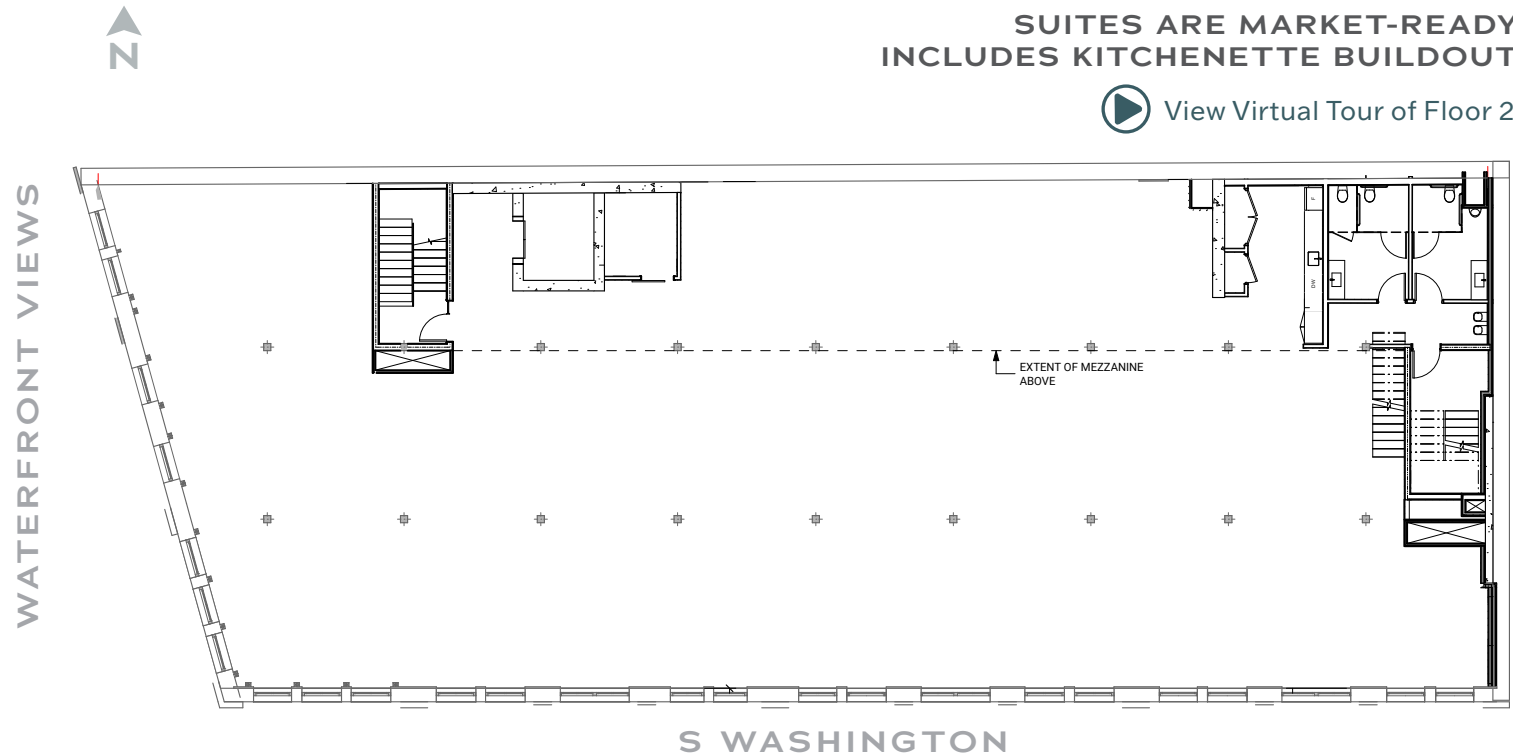 N
SUITES ARE MARKET-READY
INCLUDES KITCHENETTE BUILDOUT
View Virtual Tour of Floor 2
WATERFRONT VIEWS
F
DW
EXTENT OF MEZZANINE
ABOVE
S WASHINGTON